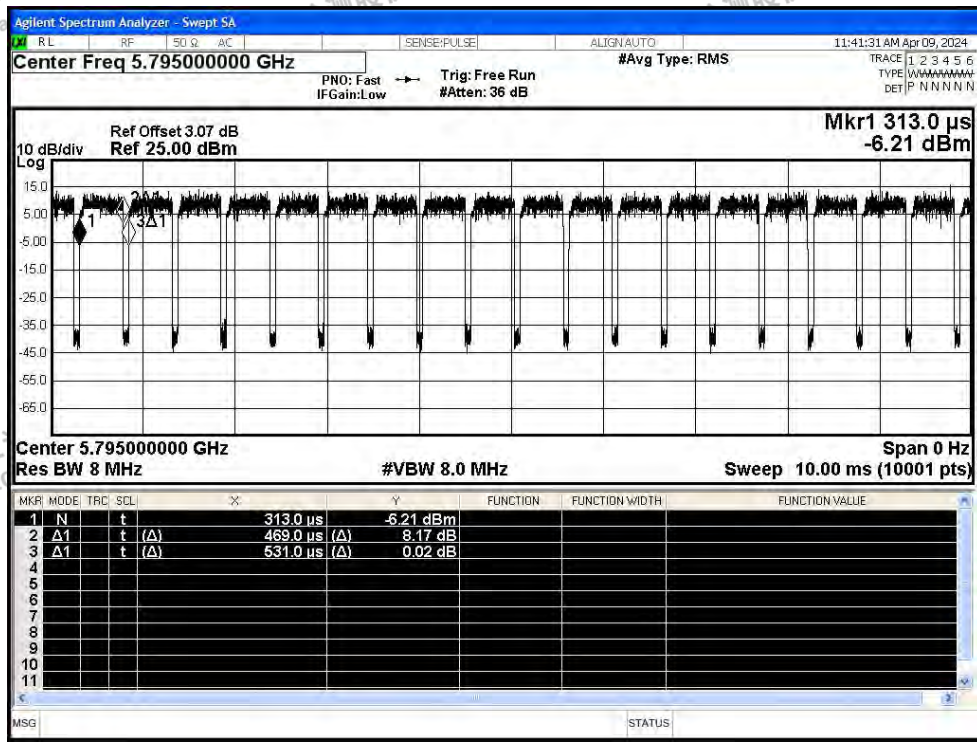 Agilent Spectrum Analyzer - Swept SA
RL RF 50 Ω AC SENSE:PULSE ALIGN AUTO 11:41:31 AM Apr 09, 2024
Center Freq 5.795000000 GHz #Avg Type: RMS TRACE 1 2 3 4 5 6
PNO: Fast Trig: Free Run TYPE WWWWWW
IFGain:Low #Atten: 36 dB DET P N N N N N
Mkr1 313.0 µs
Ref Offset 3.07 dB
10 dB/div Ref 25.00 dBm -6.21 dBm
Log
15.0
5.00
-5.00
-15.0
-25.0
-35.0
-45.0
-55.0
-65.0
1 2Δ1 3Δ1
Center 5.795000000 GHz Span 0 Hz
Res BW 8 MHz #VBW 8.0 MHz Sweep 10.00 ms (10001 pts)
MKR MODE TRC SCL X Y FUNCTION FUNCTION WIDTH FUNCTION VALUE
1 N t 313.0 µs -6.21 dBm
2 Δ1 t (Δ) 469.0 µs (Δ) 8.17 dB
3 Δ1 t (Δ) 531.0 µs (Δ) 0.02 dB
4
5
6
7
8
9
10
11
MSG STATUS